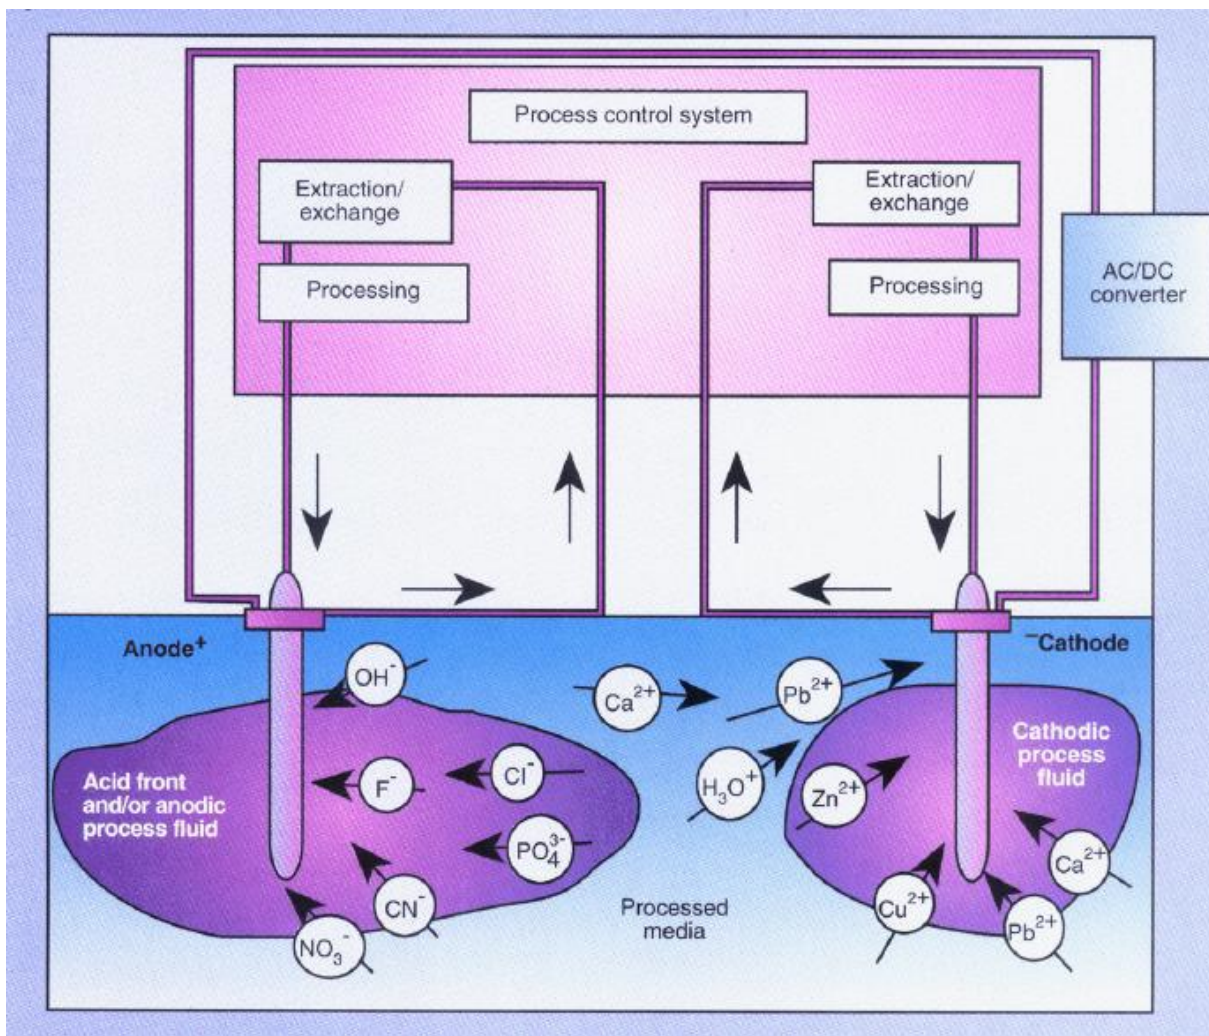 Process control system
Extraction/
exchange
Processing
Extraction/
exchange
Processing
AC/DC
converter
Anode⁺
⁻Cathode
OH⁻
Ca²⁺
Pb²⁺
Acid front
and/or anodic
process fluid
F⁻
Cl⁻
H₃O⁺
Zn²⁺
Cathodic
process
fluid
PO₄³⁻
CN⁻
NO₃⁻
Processed
media
Cu²⁺
Pb²⁺
Ca²⁺